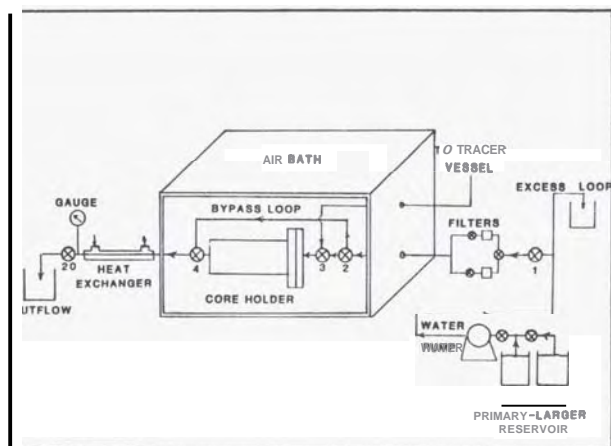 TO TRACER
VESSEL
AIR BATH
EXCESS LOOP
GAUGE
BYPASS LOOP
FILTERS
20
4
3
2
1
HEAT
EXCHANGER
CORE HOLDER
UTFLOW
WATER
PRIMARY-LARGER
RESERVOIR